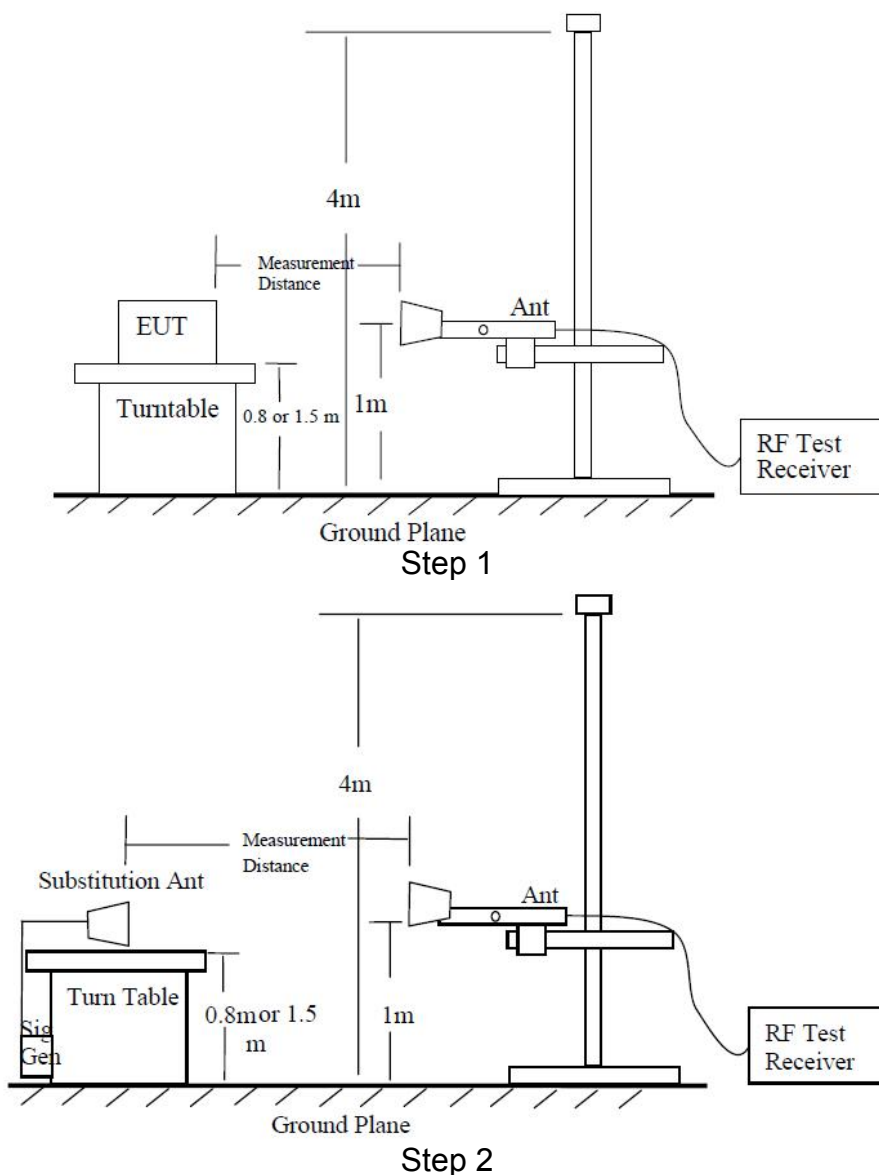 4m
Measurement
Distance
EUT
Ant
Turntable
0.8 or 1.5 m
1m
RF Test
Receiver
Ground Plane
Step 1
4m
Measurement
Distance
Substitution Ant
Ant
Turn Table
0.8m or 1.5
m
1m
Sig
Gen
RF Test
Receiver
Ground Plane
Step 2